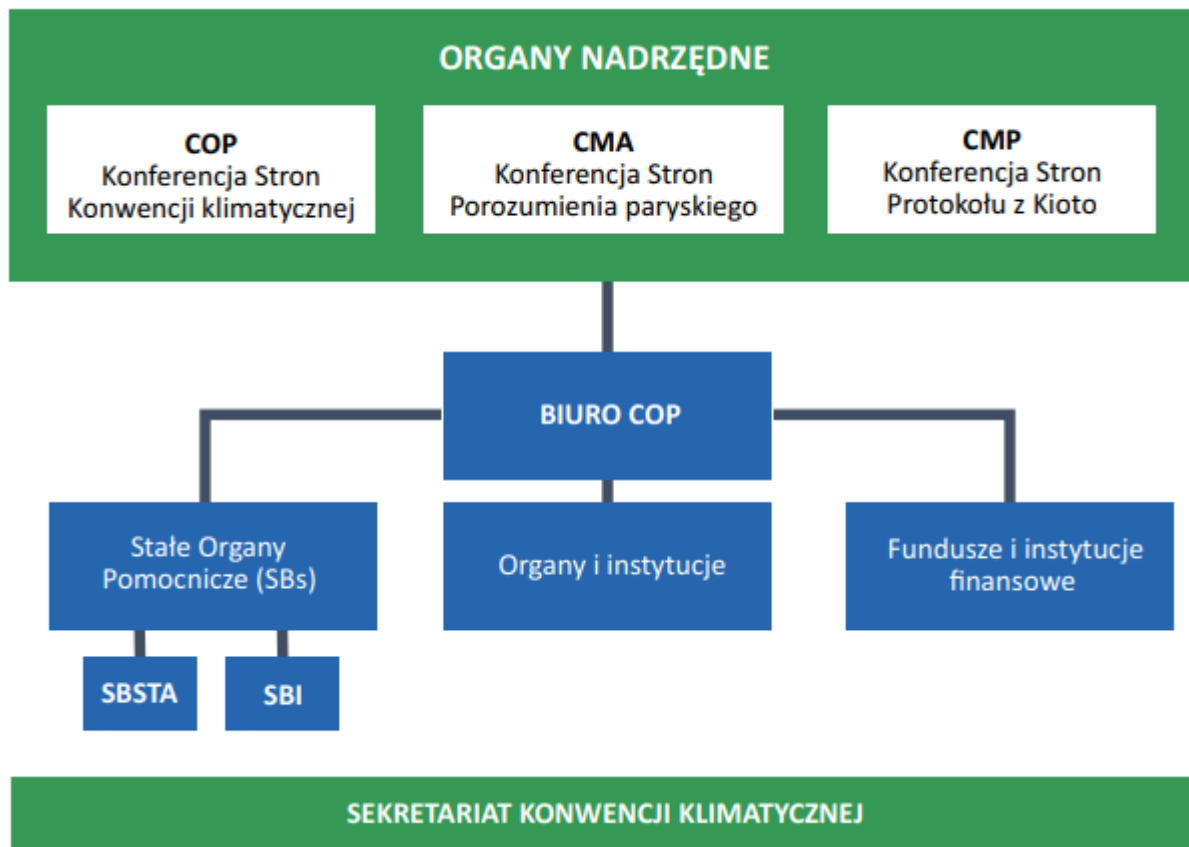 ORGANY NADRZĘDNE
COP
Konferencja Stron
Konwencji klimatycznej
CMA
Konferencja Stron
Porozumienia paryskiego
CMP
Konferencja Stron
Protokołu z Kioto
BIURO COP
Stałe Organy
Pomocnicze (SBs)
Organy i instytucje
Fundusze i instytucje
finansowe
SBSTA
SBI
SEKRETARIAT KONWENCJI KLIMATYCZNEJ